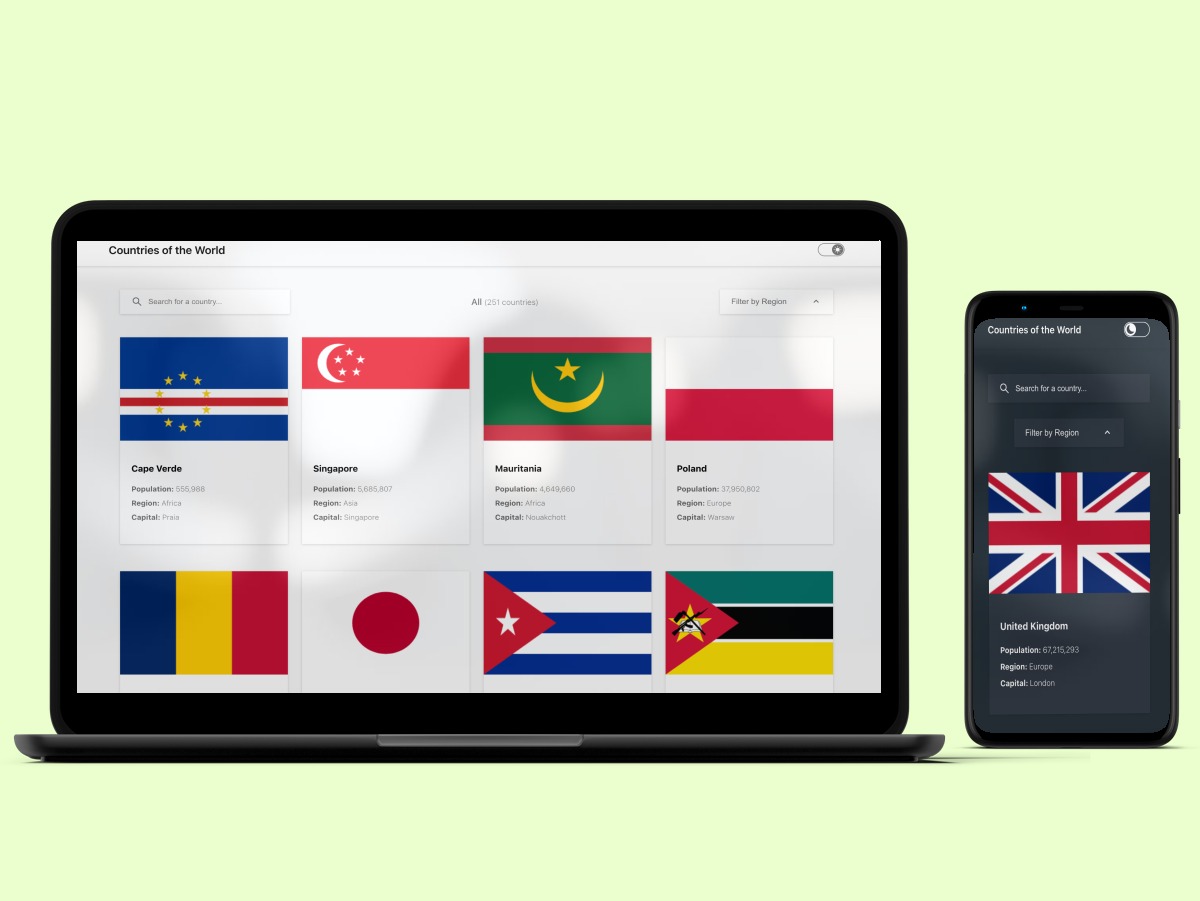 Countries of the World
Search for a country...
All (251 countries)
Filter by Region
Cape Verde
Population: 555,988
Region: Africa
Capital: Praia
Singapore
Population: 5,685,807
Region: Asia
Capital: Singapore
Mauritania
Population: 4,649,660
Region: Africa
Capital: Nouakchott
Poland
Population: 37,950,802
Region: Europe
Capital: Warsaw
Countries of the World
Search for a country...
Filter by Region
United Kingdom
Population: 67,215,293
Region: Europe
Capital: London